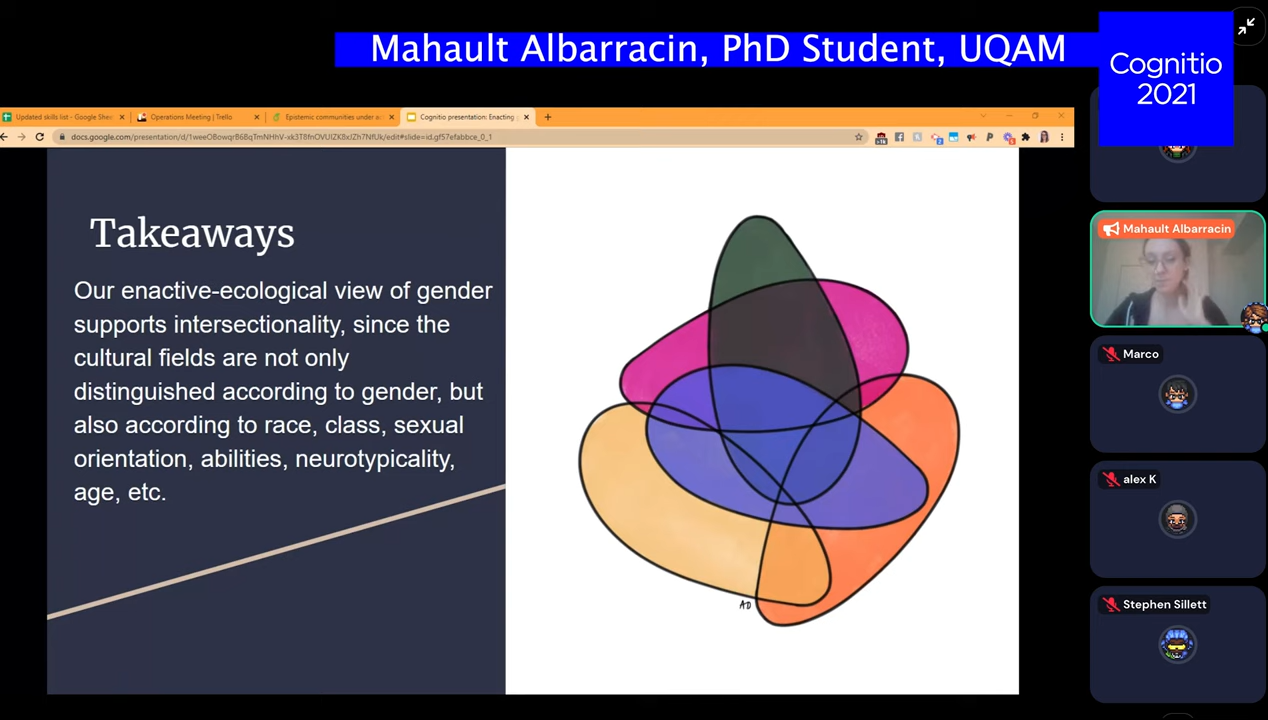 Mahault Albarracin, PhD Student, UQAM
Cognitio
2021
Updated skills list - Google Shee
Operations Meeting | Trello
Epistemic communities under ac
Cognitio presentation: Enacting
Takeaways
Our enactive-ecological view of gender
supports intersectionality, since the
cultural fields are not only
distinguished according to gender, but
also according to race, class, sexual
orientation, abilities, neurotypicality,
age, etc.
AD
Mahault Albarracin
Marco
alex K
Stephen Sillett